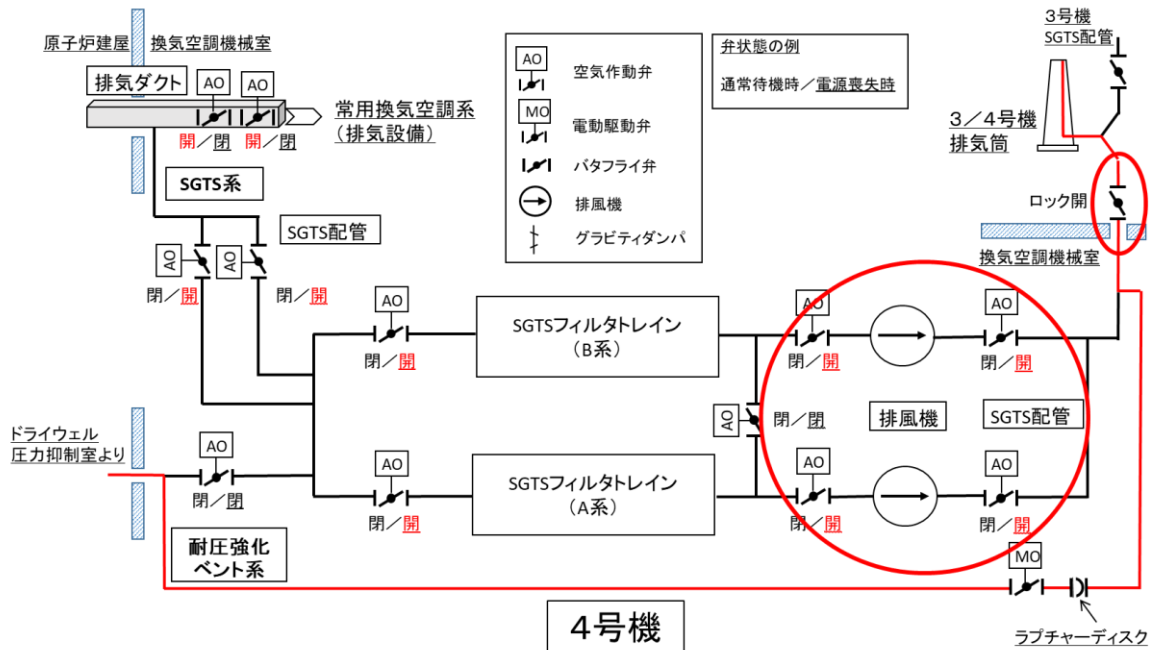 原子炉建屋
換気空調機械室
排気ダクト
AO
AO
開／閉
開／閉
常用換気空調系
（排気設備）
AO
空気作動弁
MO
電動駆動弁
バタフライ弁
排風機
グラビティダンパ
弁状態の例
通常待機時／電源喪失時
３号機
SGTS配管
３／４号機
排気筒
ロック開
換気空調機械室
SGTS系
SGTS配管
AO
AO
閉／開
閉／開
AO
閉／開
SGTSフィルタトレイン
（B系）
AO
閉／開
AO
閉／開
AO
閉／閉
排風機
SGTS配管
ドライウェル
圧力抑制室より
AO
閉／閉
AO
閉／開
SGTSフィルタトレイン
（A系）
AO
閉／開
AO
閉／開
耐圧強化
ベント系
MO
ラプチャーディスク
４号機